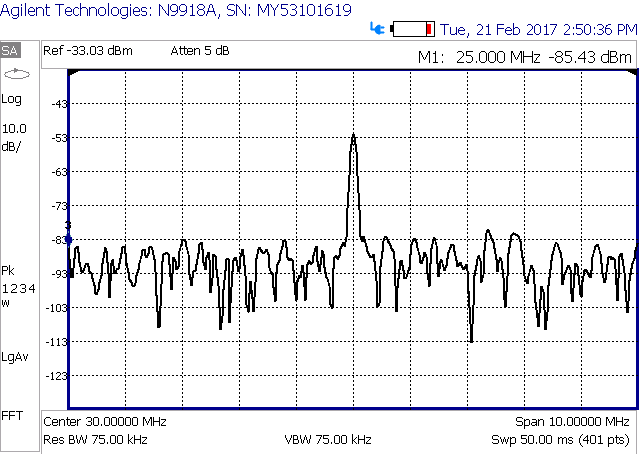 Agilent Technologies: N9918A, SN: MY53101619
Tue, 21 Feb 2017 2:50:36 PM
SA
Ref -33.03 dBm Atten 5 dB
M1: 25.000 MHz -85.43 dBm
Log
10.0
dB/
-43
-53
-63
-73
-83
-93
-103
-113
-123
Pk
1234
w
LgAv
FFT
Center 30.00000 MHz Span 10.00000 MHz
Res BW 75.00 kHz VBW 75.00 kHz Swp 50.00 ms (401 pts)